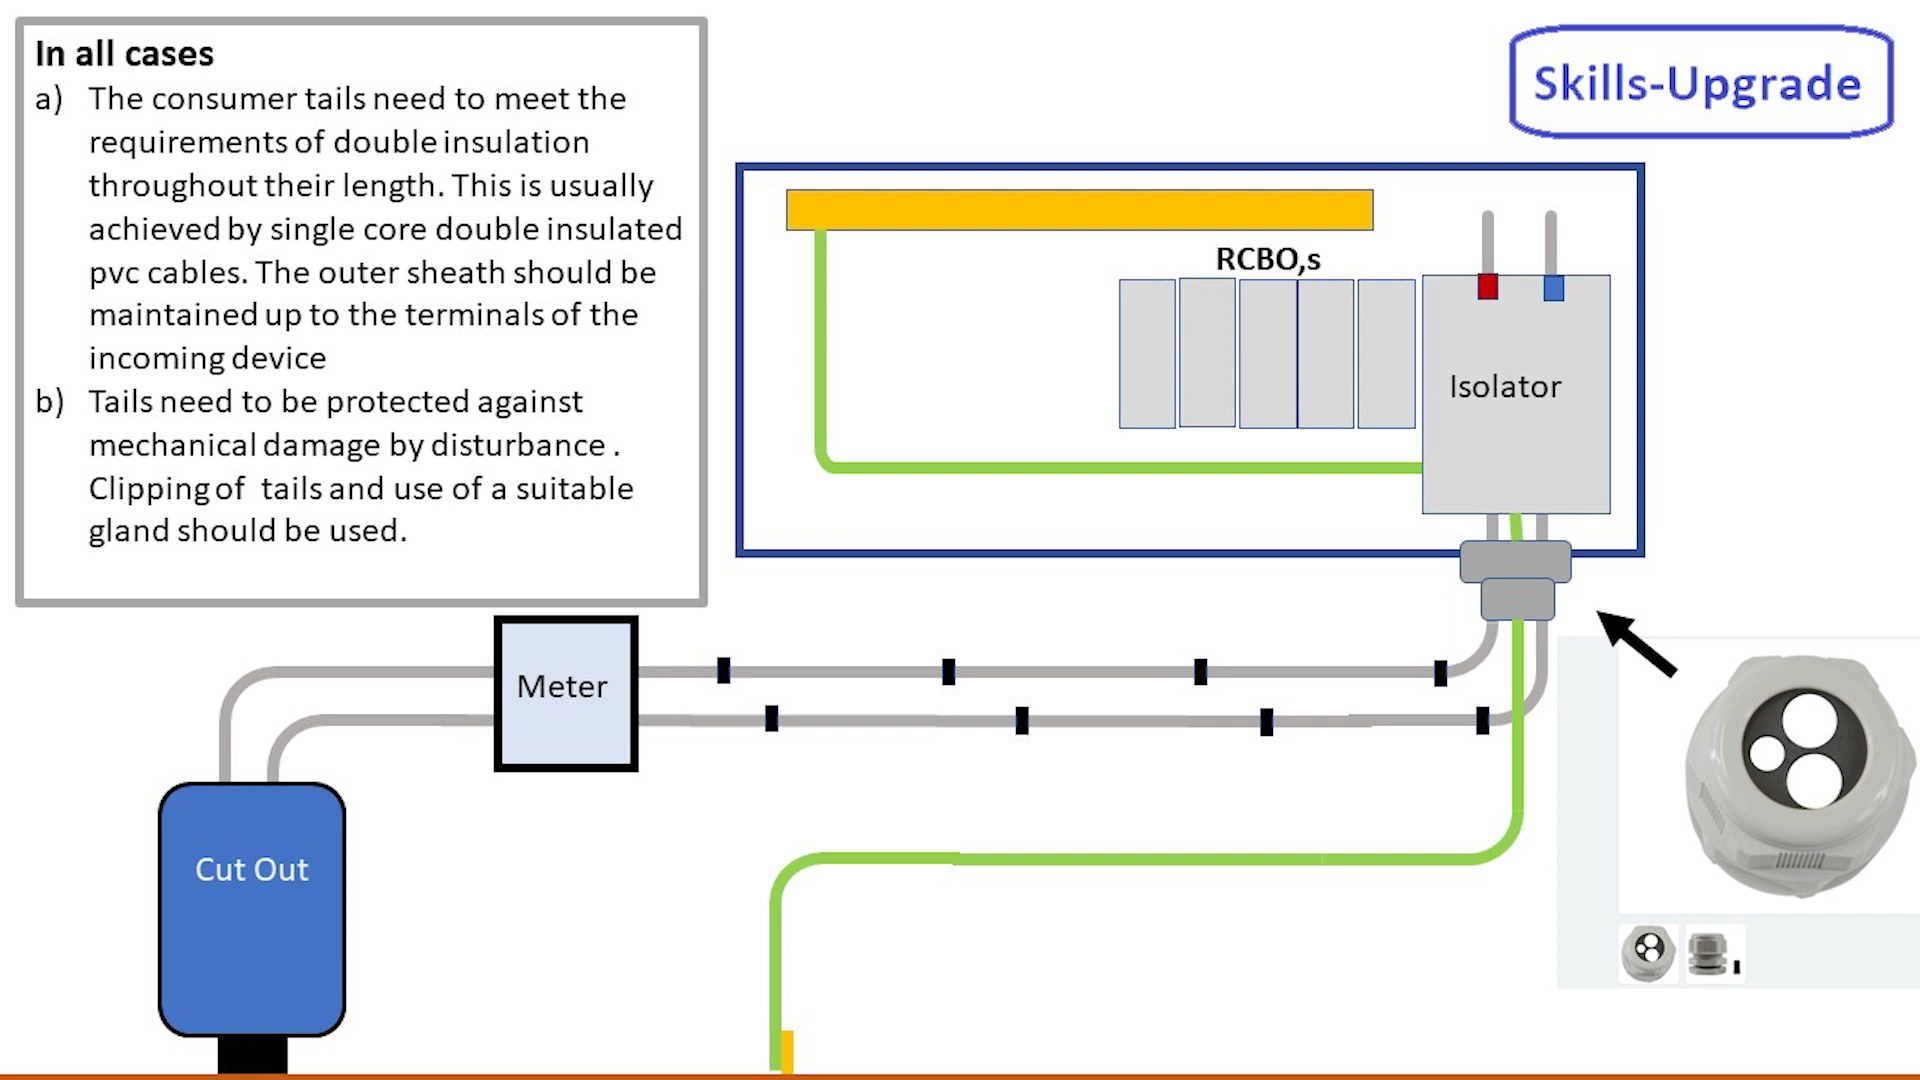 In all cases
a) The consumer tails need to meet the
requirements of double insulation
throughout their length. This is usually
achieved by single core double insulated
pvc cables. The outer sheath should be
maintained up to the terminals of the
incoming device
b) Tails need to be protected against
mechanical damage by disturbance .
Clipping of tails and use of a suitable
gland should be used.
Skills-Upgrade
RCBO,s
Isolator
Meter
Cut Out